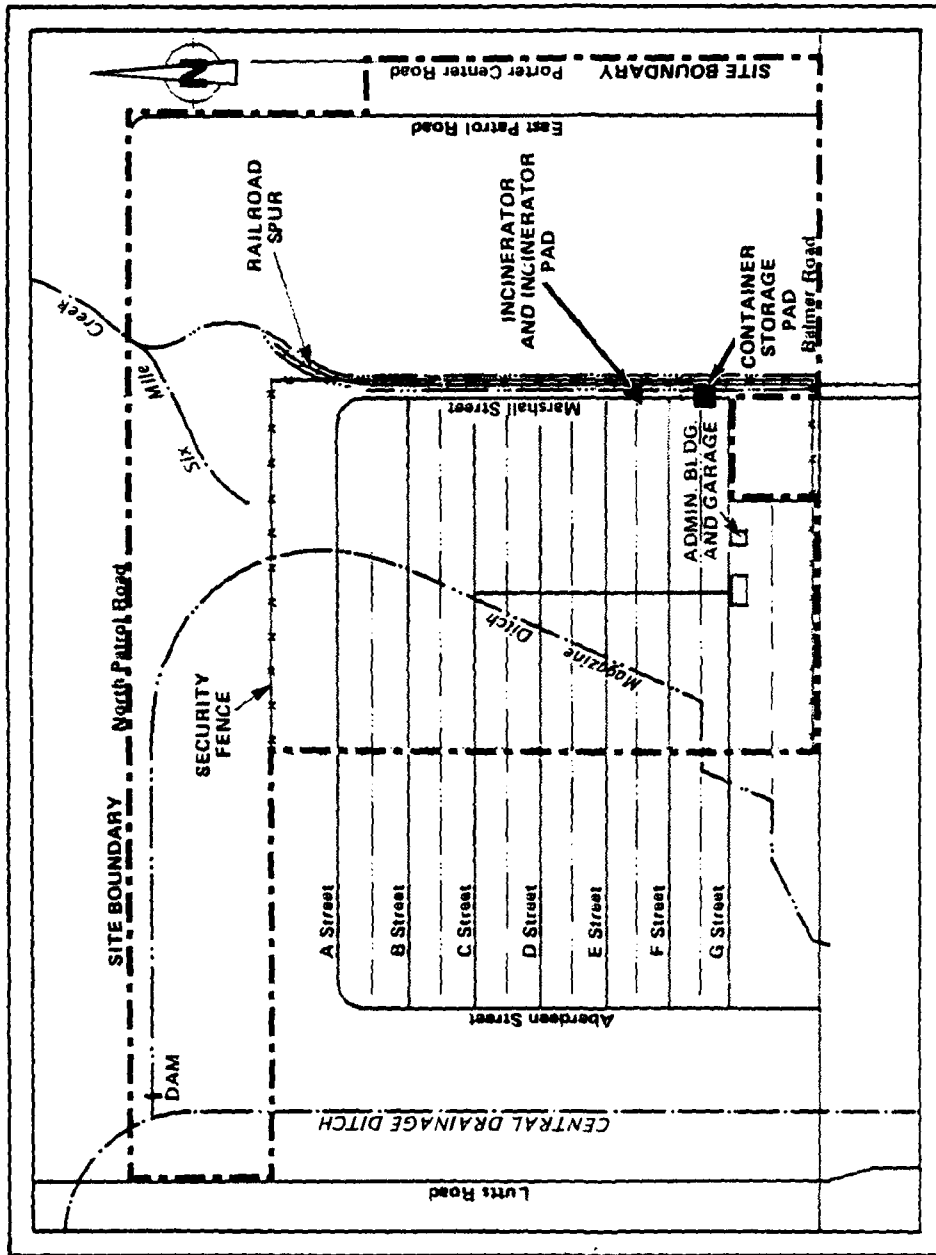 N
SITE BOUNDARY
North Patrol Road
Porter Center Road
SITE BOUNDARY
East Patrol Road
Six Mile Creek
RAILROAD
SPUR
INCINERATOR
AND INCINERATOR
PAD
CONTAINER
STORAGE
PAD
Balmer Road
Marshall Street
ADMIN. BLDG.
AND GARAGE
SECURITY
FENCE
Magazine Ditch
A Street
B Street
C Street
D Street
E Street
F Street
G Street
Aberdeen Street
DAM
CENTRAL DRAINAGE DITCH
Lutts Road